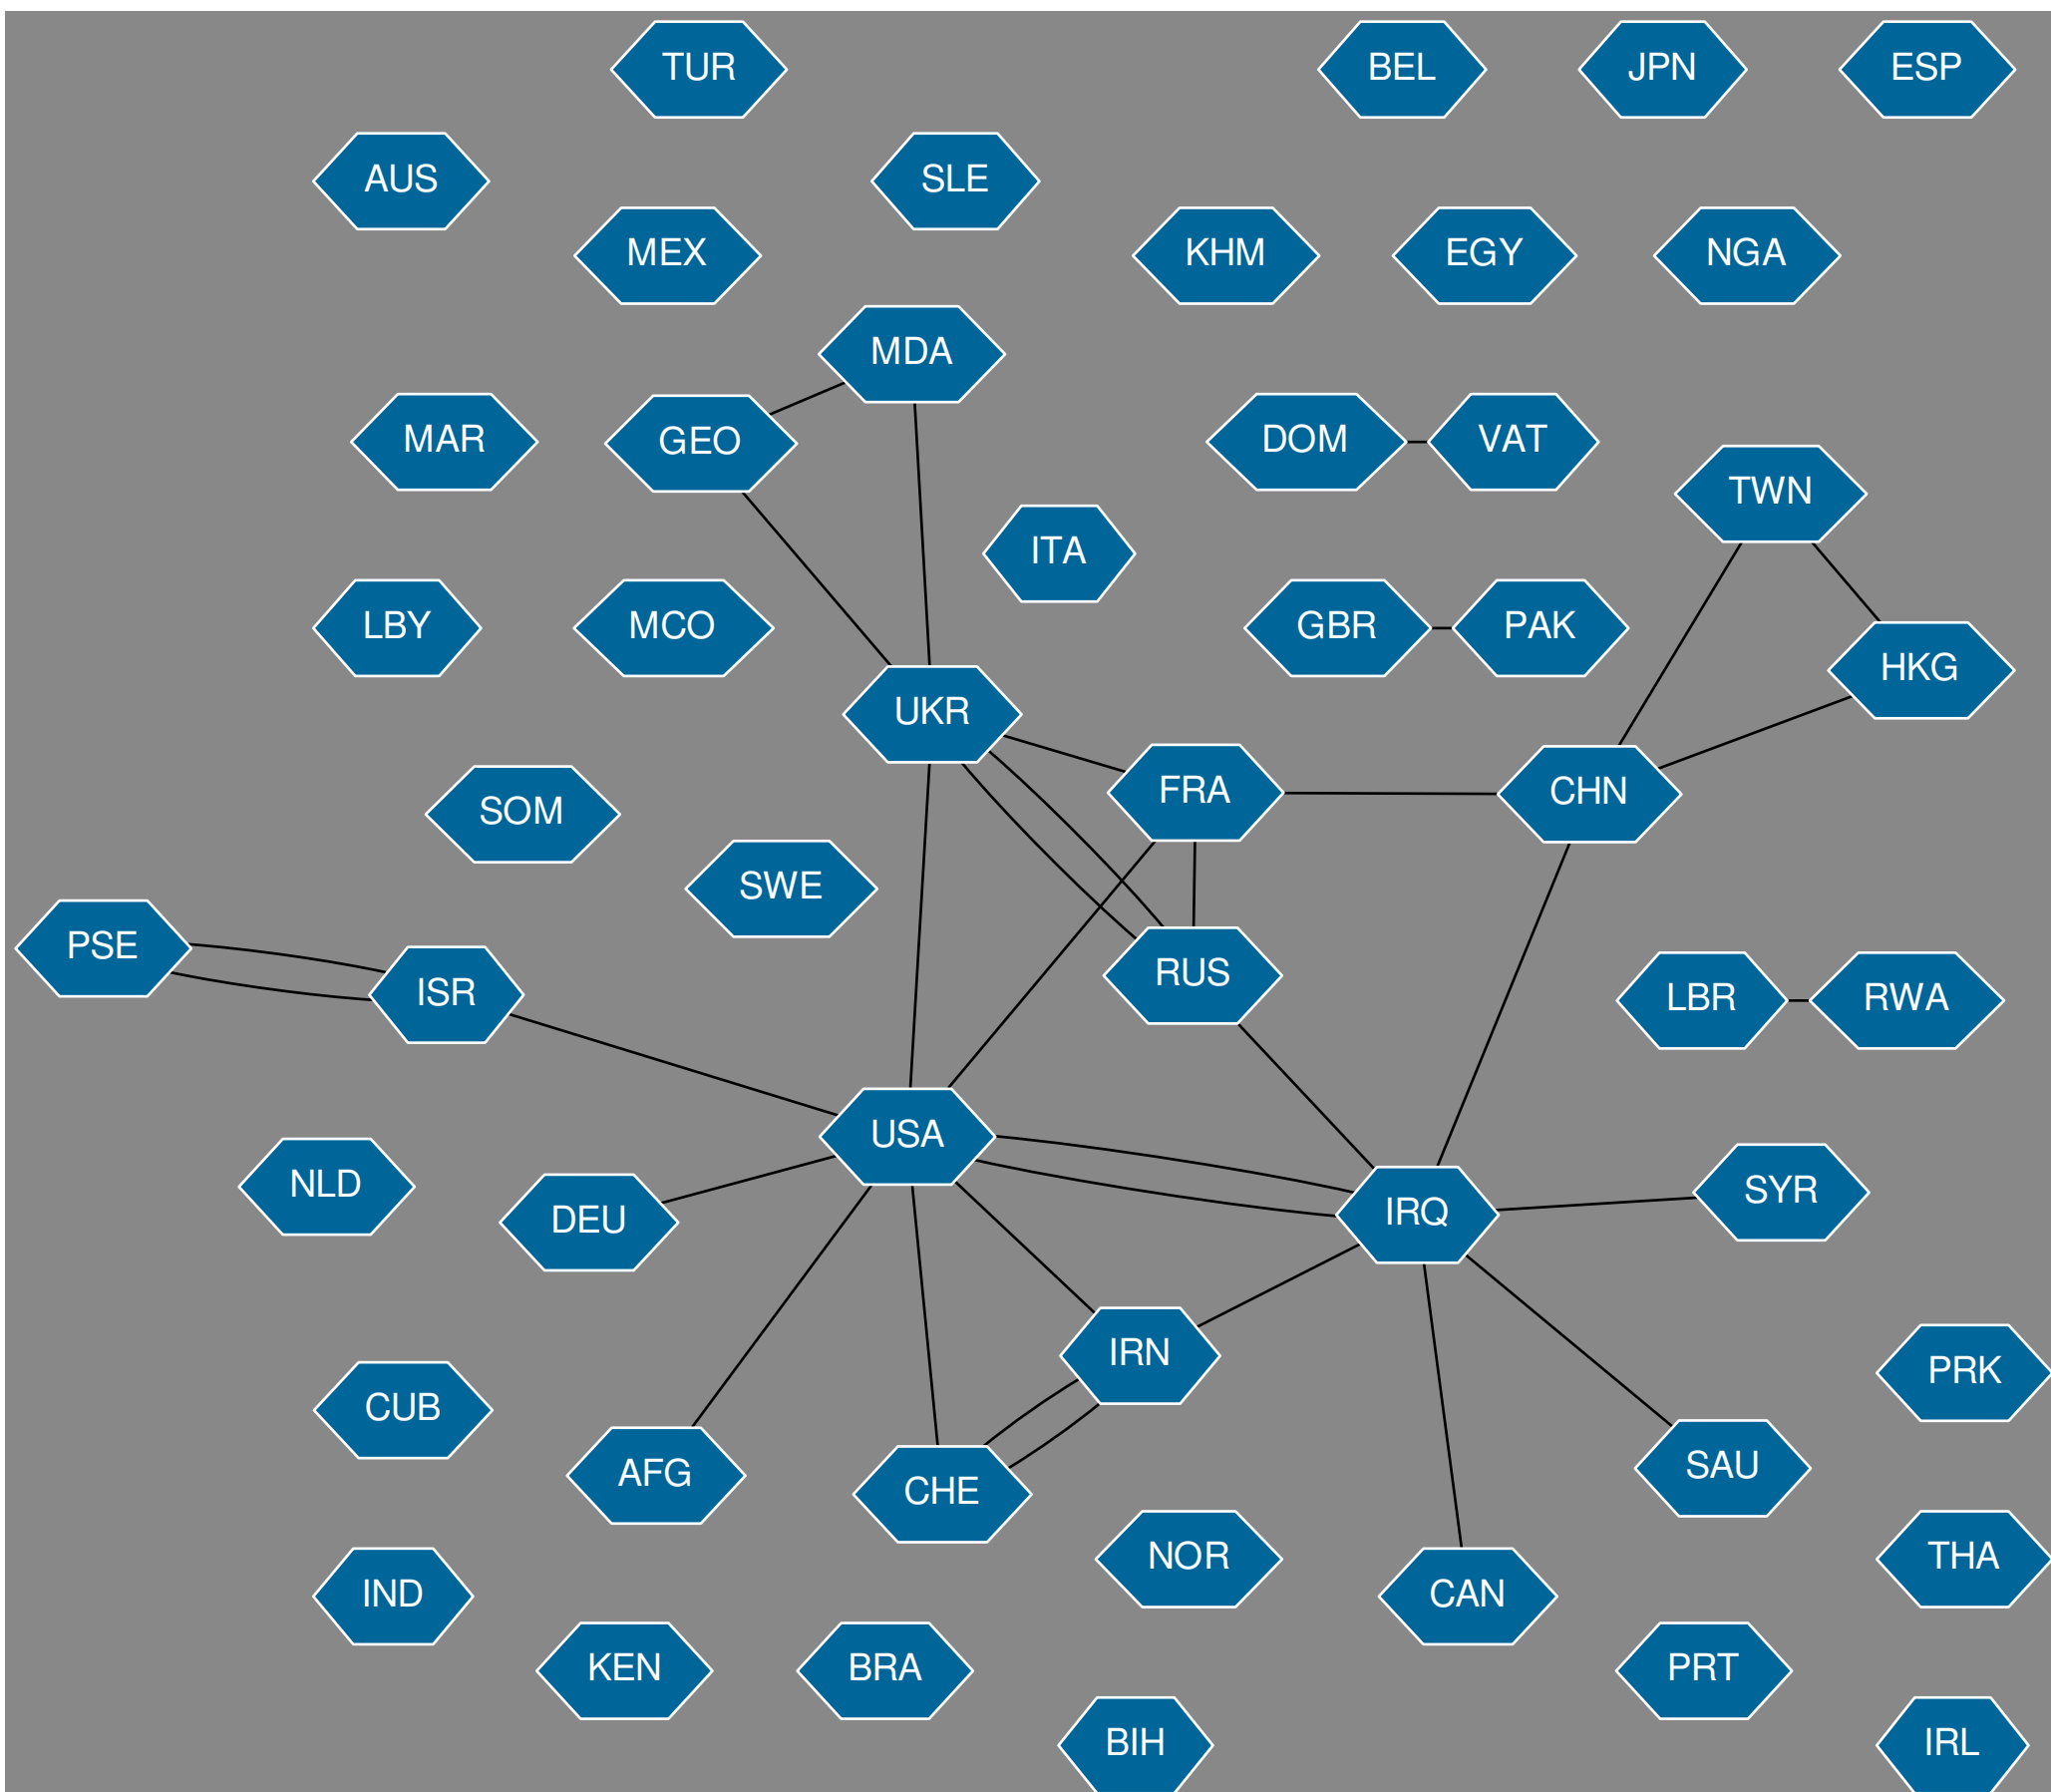 TUR
BEL
JPN
ESP
AUS
SLE
MEX
KHM
EGY
NGA
MDA
MAR
GEO
DOM
VAT
TWN
ITA
LBY
MCO
GBR
PAK
HKG
UKR
FRA
CHN
SOM
SWE
PSE
ISR
RUS
LBR
RWA
USA
NLD
DEU
IRQ
SYR
IRN
PRK
CUB
AFG
CHE
SAU
NOR
THA
IND
CAN
KEN
BRA
PRT
BIH
IRL